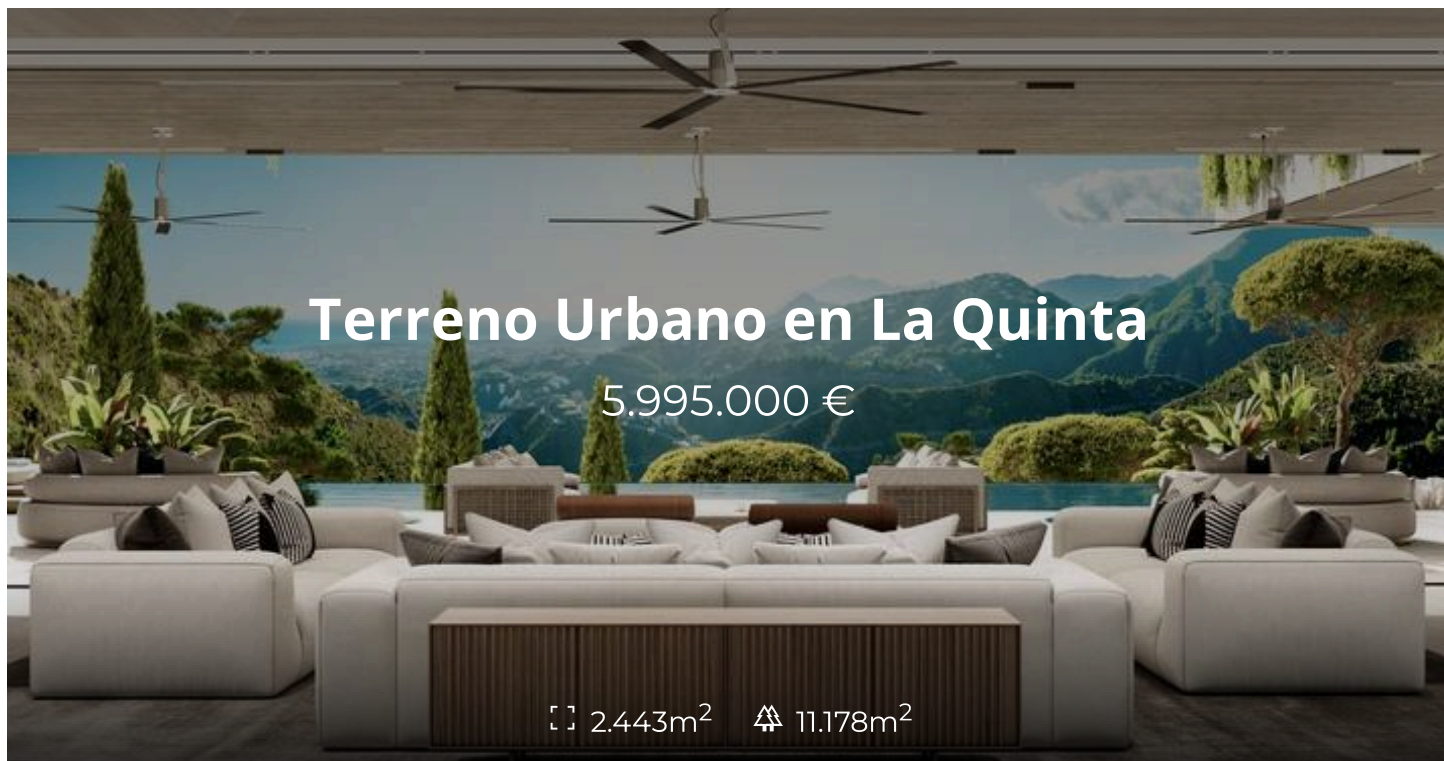 Terreno Urbano en La Quinta
5.995.000 €
2.443m² 11.178m²